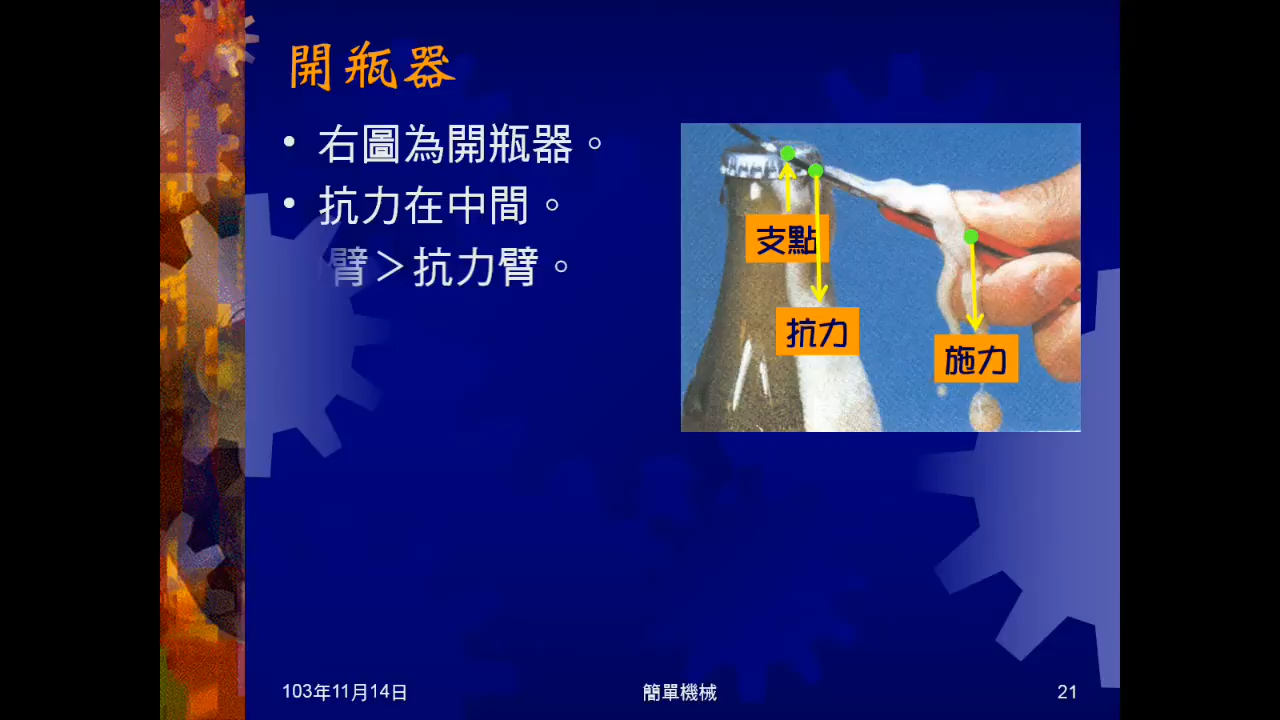 開瓶器
• 右圖為開瓶器。
• 抗力在中間。
臂＞抗力臂。
支點
抗力
施力
103年11月14日
簡單機械
21